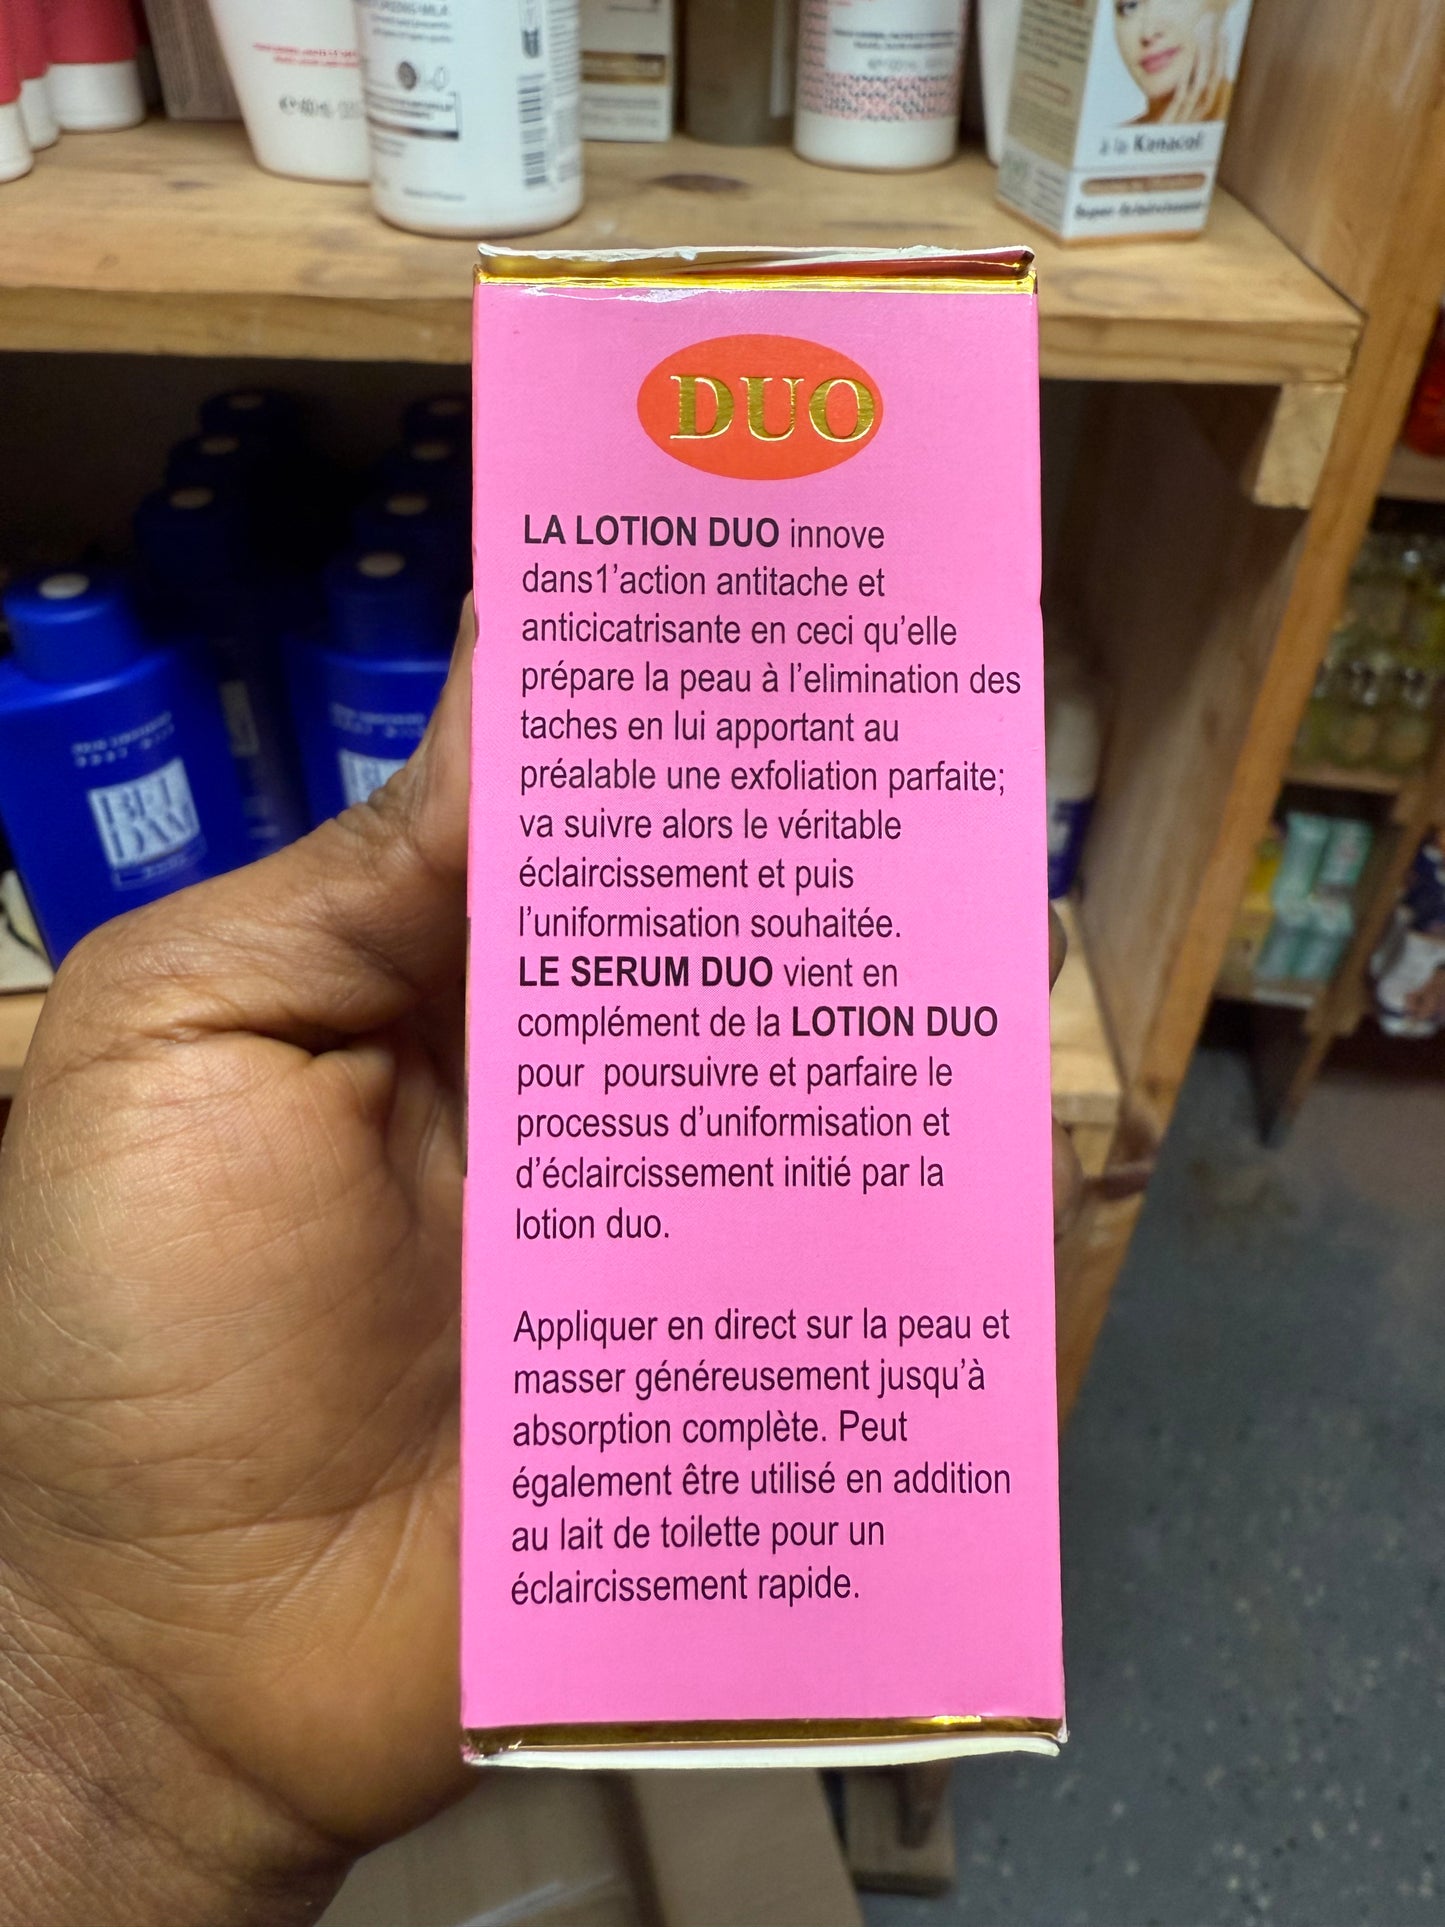 à la Kenacol
DUO
LA LOTION DUO innove
dans1’action antitache et
anticicatrisante en ceci qu’elle
prépare la peau à l’elimination des
taches en lui apportant au
préalable une exfoliation parfaite;
va suivre alors le véritable
éclaircissement et puis
l’uniformisation souhaitée.
LE SERUM DUO vient en
complément de la LOTION DUO
pour poursuivre et parfaire le
processus d’uniformisation et
d’éclaircissement initié par la
lotion duo.
Appliquer en direct sur la peau et
masser généreusement jusqu’à
absorption complète. Peut
également être utilisé en addition
au lait de toilette pour un
éclaircissement rapide.